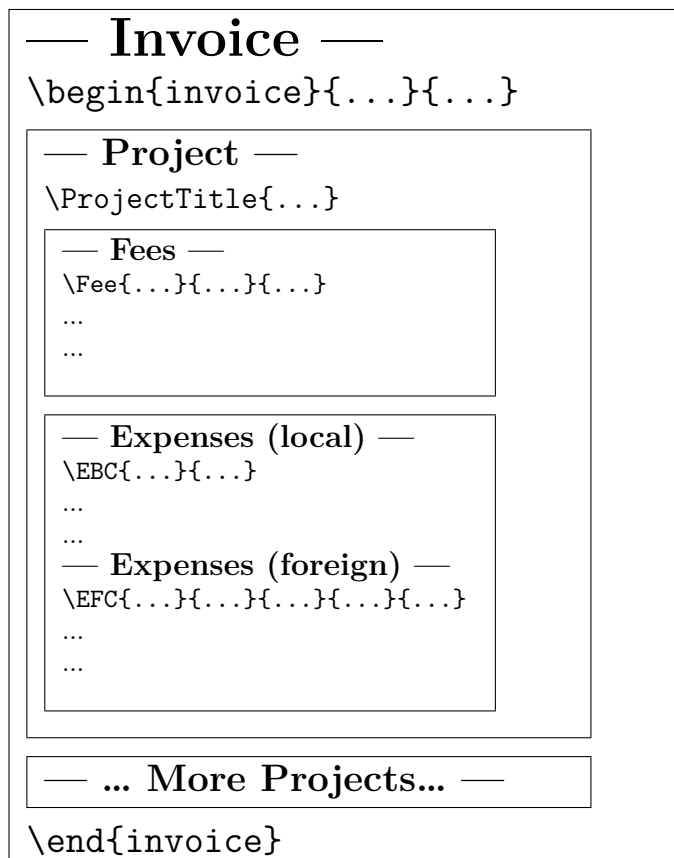 — Invoice —
\begin{invoice}{...}{...}
— Project —
\ProjectTitle{...}
— Fees —
\Fee{...}{...}{...}
...
...
— Expenses (local) —
\EBC{...}{...}
...
...
— Expenses (foreign) —
\EFC{...}{...}{...}{...}{...}
...
...
— ... More Projects... —
\end{invoice}